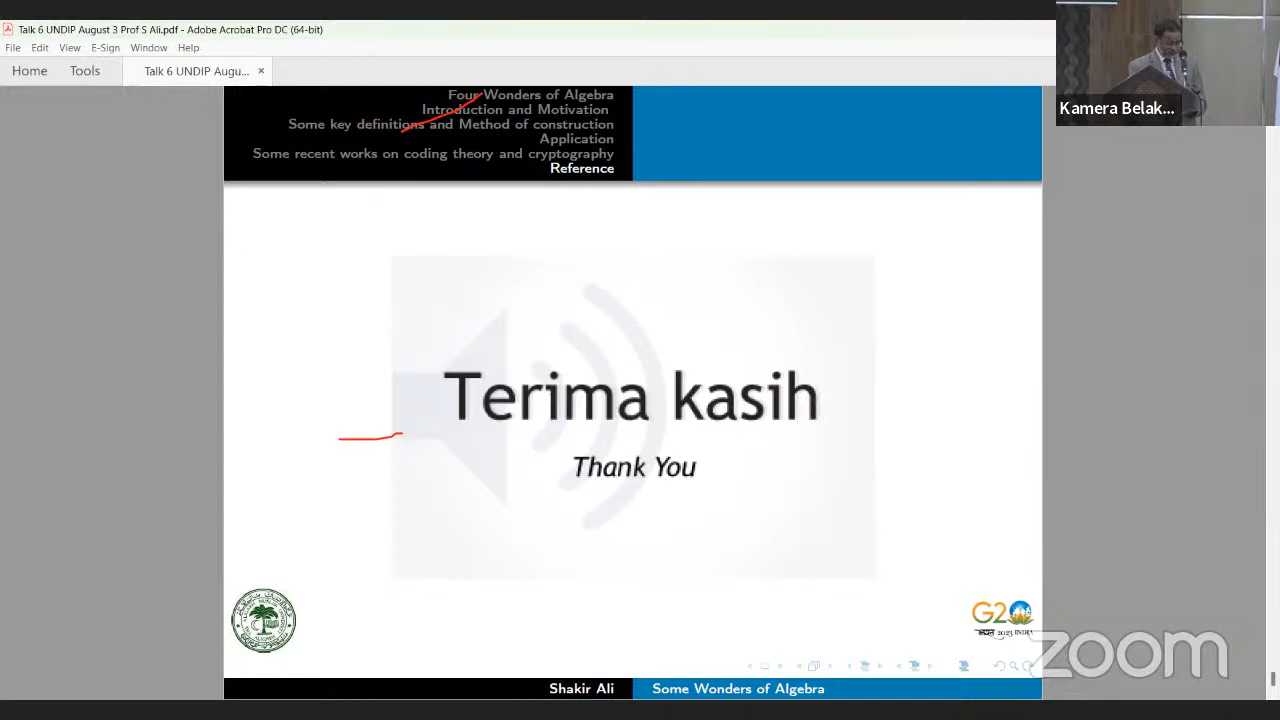 Talk 6 UNDIP August 3 Prof S Ali.pdf - Adobe Acrobat Pro DC (64-bit)
File Edit View E-Sign Window Help
Home Tools Talk 6 UNDIP Augu... ×
Four Wonders of Algebra
Introduction and Motivation
Some key definitions and Method of construction
Application
Some recent works on coding theory and cryptography
Reference
Kamera Belak...
Terima kasih
Thank You
G20
2023 INDIA
zoom
Shakir Ali Some Wonders of Algebra